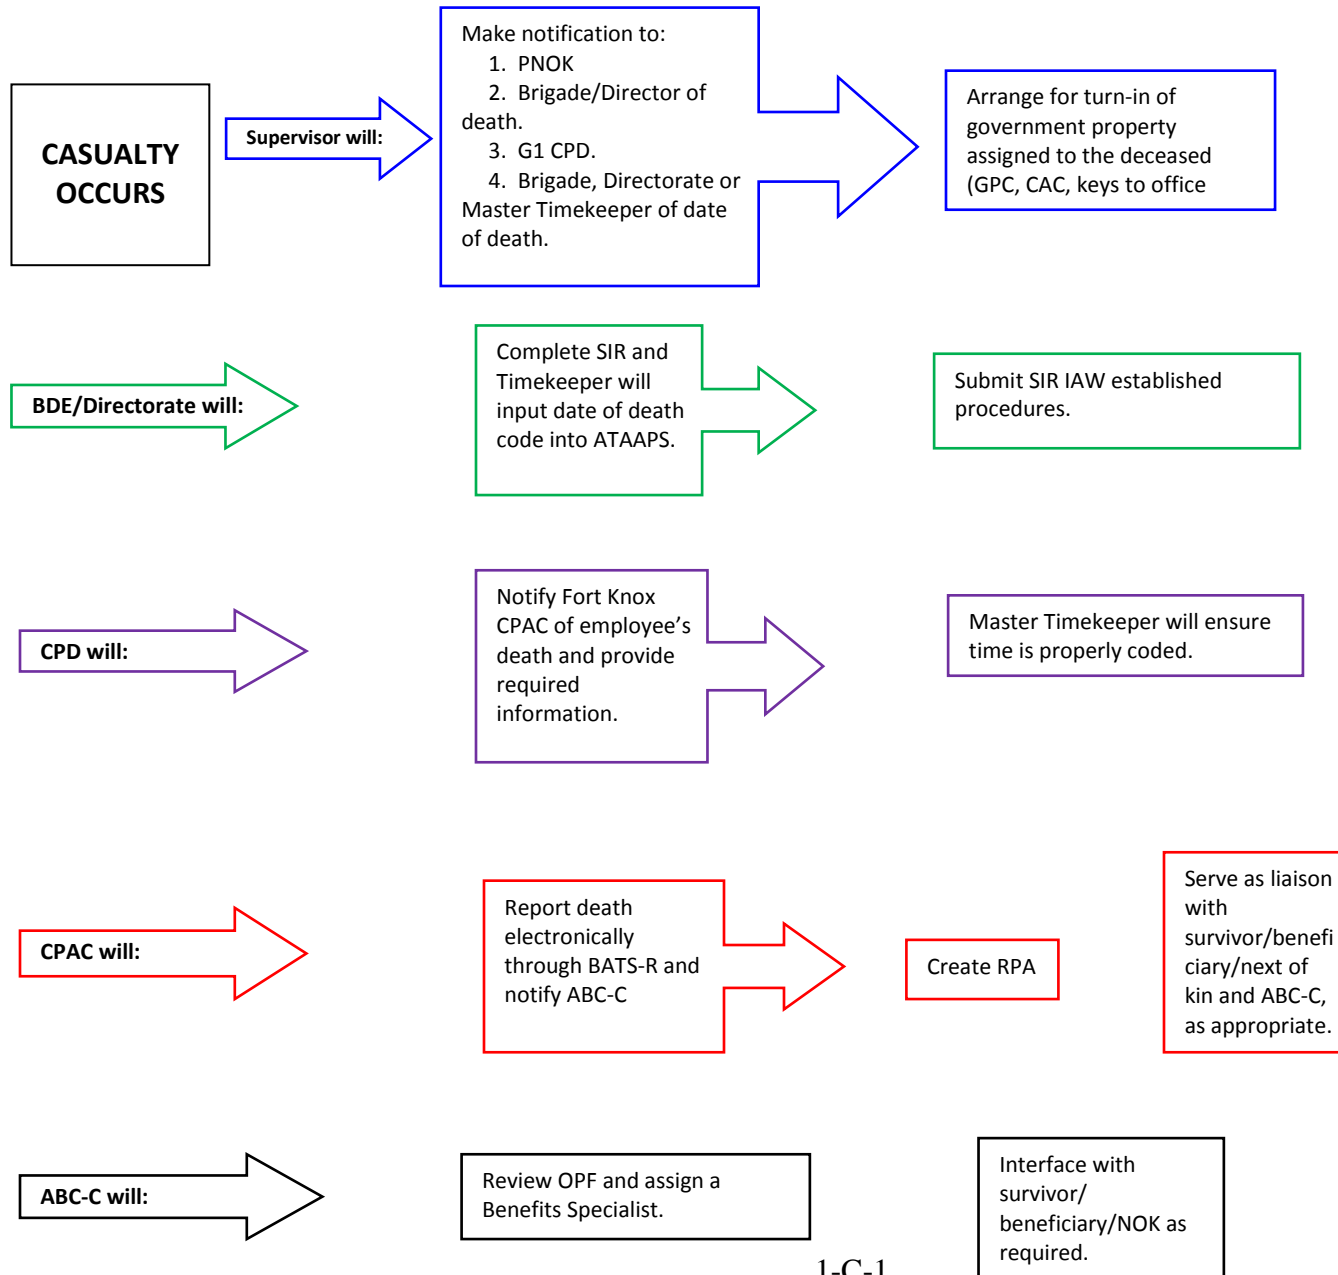 CASUALTY
OCCURS
Supervisor will:
Make notification to:
1. PNOK
2. Brigade/Director of
death.
3. G1 CPD.
4. Brigade, Directorate or
Master Timekeeper of date
of death.
Arrange for turn-in of
government property
assigned to the deceased
(GPC, CAC, keys to office
BDE/Directorate will:
Complete SIR and
Timekeeper will
input date of death
code into ATAAPS.
Submit SIR IAW established
procedures.
CPD will:
Notify Fort Knox
CPAC of employee’s
death and provide
required
information.
Master Timekeeper will ensure
time is properly coded.
CPAC will:
Report death
electronically
through BATS-R and
notify ABC-C
Create RPA
Serve as liaison
with
survivor/benefi
ciary/next of
kin and ABC-C,
as appropriate.
ABC-C will:
Review OPF and assign a
Benefits Specialist.
Interface with
survivor/
beneficiary/NOK as
required.
1-C-1